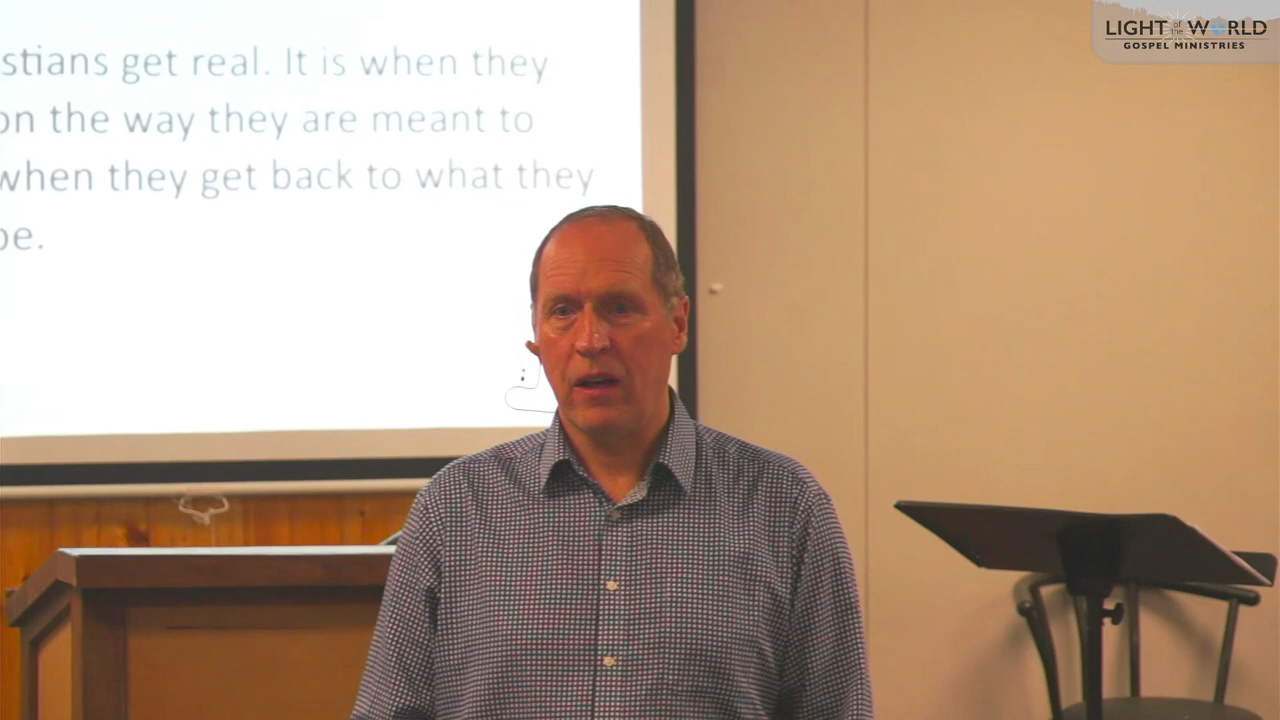 stians get real. It is when they
on the way they are meant to
when they get back to what they
be.
LIGHT of the WORLD
GOSPEL MINISTRIES